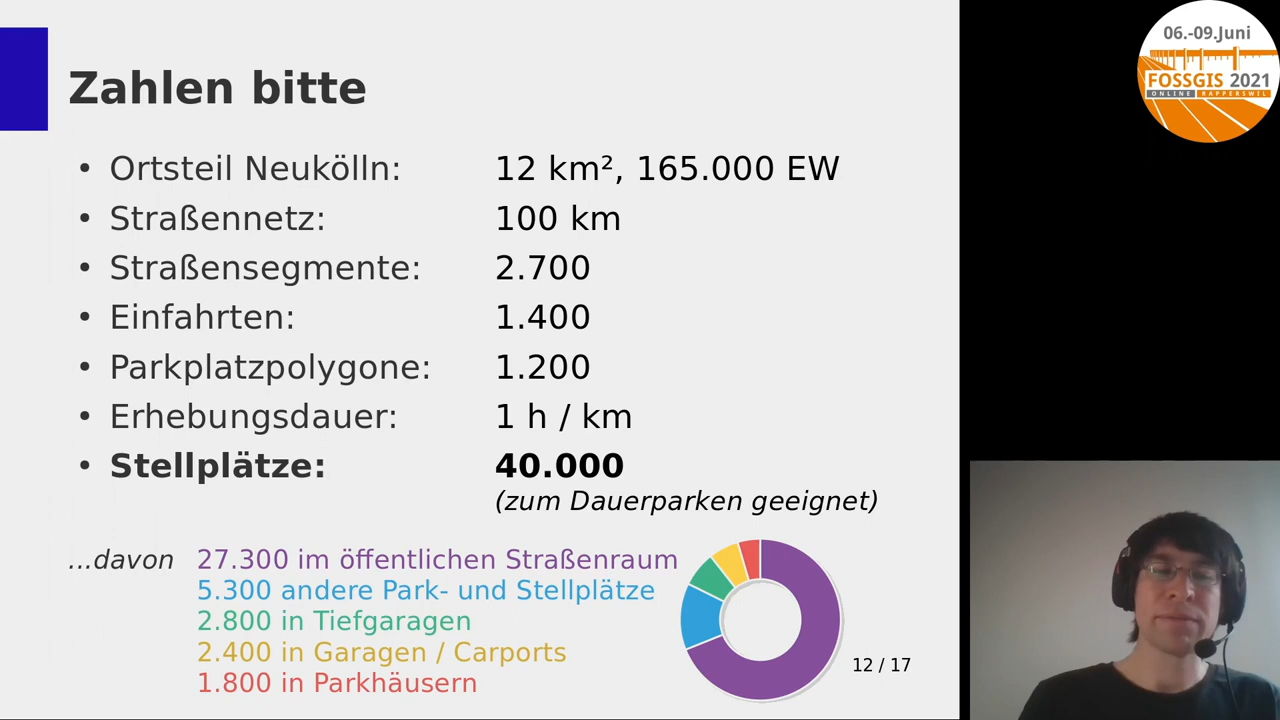 Zahlen bitte
• Ortsteil Neukölln: 12 km², 165.000 EW
• Straßennetz: 100 km
• Straßensegmente: 2.700
• Einfahrten: 1.400
• Parkplatzpolygone: 1.200
• Erhebungsdauer: 1 h / km
• Stellplätze: 40.000
(zum Dauerparken geeignet)
...davon 27.300 im öffentlichen Straßenraum
5.300 andere Park- und Stellplätze
2.800 in Tiefgaragen
2.400 in Garagen / Carports
1.800 in Parkhäusern
12 / 17
06.-09.Juni
FOSSGIS 2021
ONLINE RAPPERSWIL